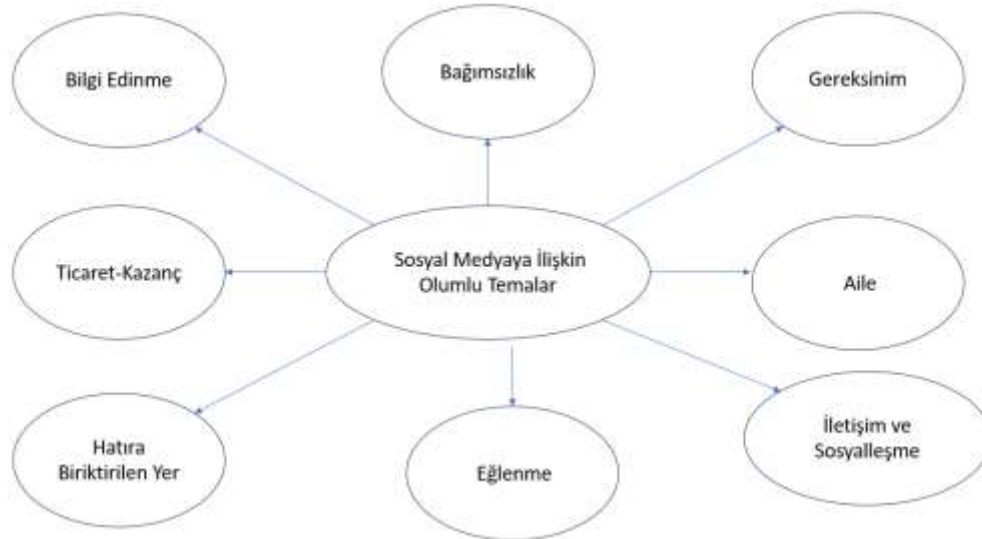 Bilgi Edinme
Bağımsızlık
Gereksinim
Ticaret-Kazanç
Sosyal Medyaya İlişkin
Olumlu Temalar
Aile
Hatıra
Biriktirilen Yer
Eğlenme
İletişim ve
Sosyalleşme